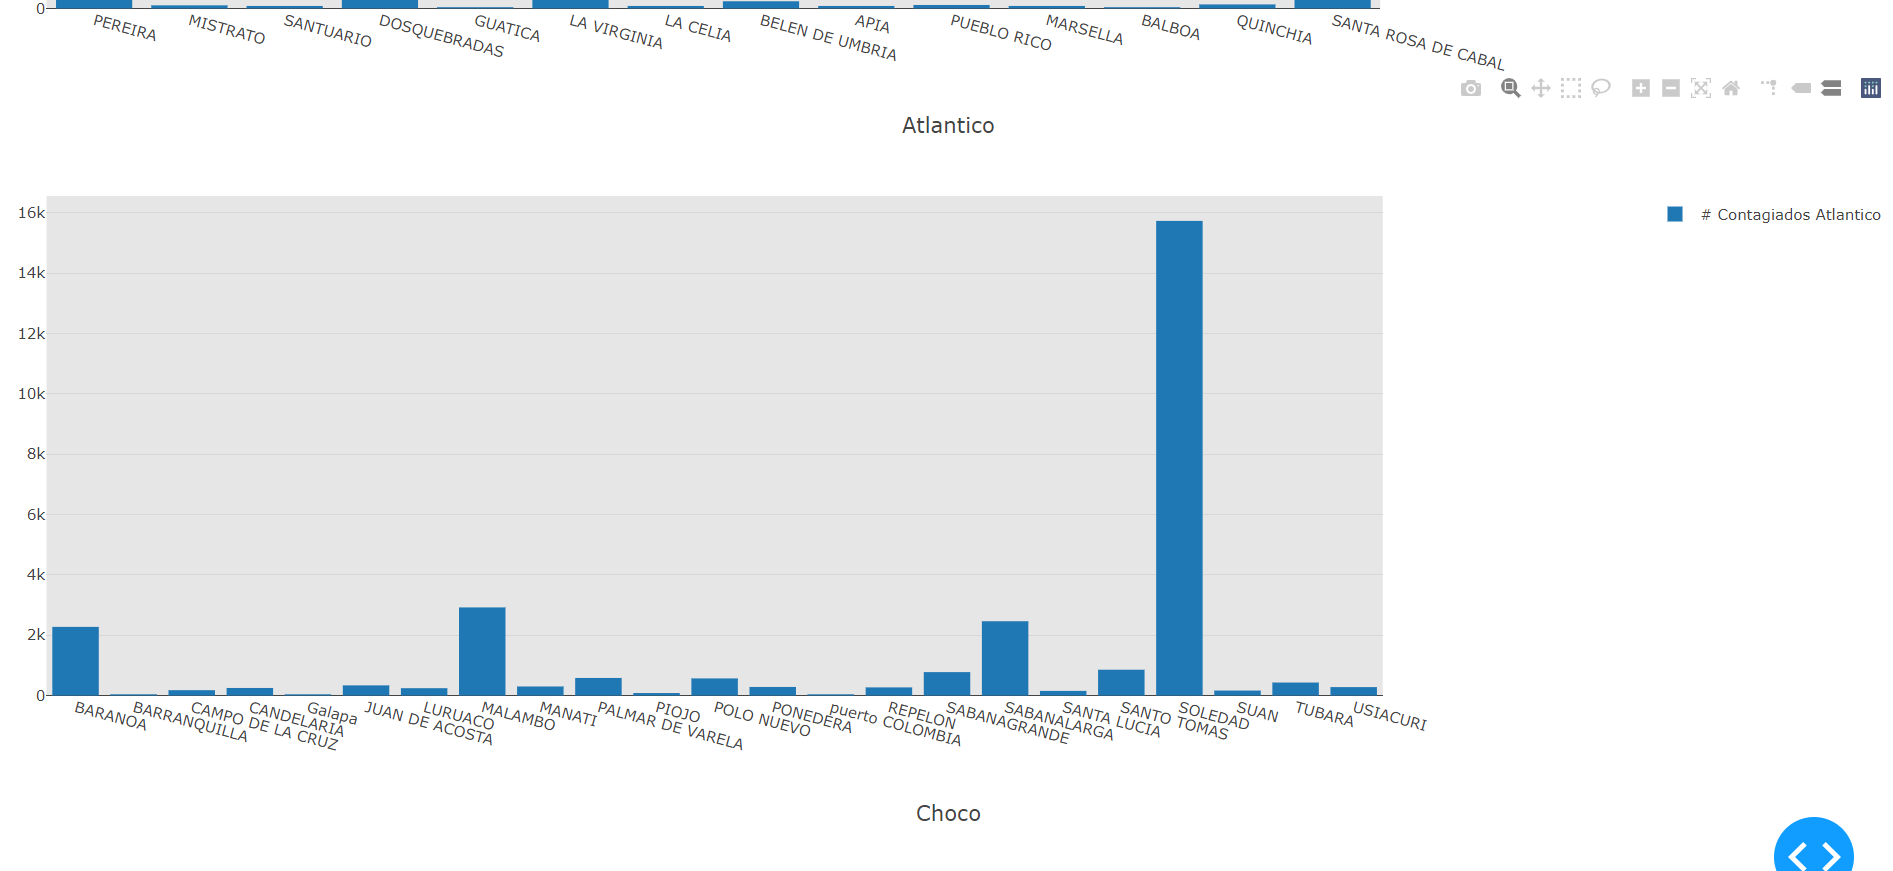 0
PEREIRA
MISTRATO
SANTUARIO
DOSQUEBRADAS
GUATICA
LA VIRGINIA
LA CELIA
BELEN DE UMBRIA
APIA
PUEBLO RICO
MARSELLA
BALBOA
QUINCHIA
SANTA ROSA DE CABAL
Atlantico
# Contagiados Atlantico
16k
14k
12k
10k
8k
6k
4k
2k
0
BARANOA
BARRANQUILLA
CAMPO DE LA CRUZ
CANDELARIA
Galapa
JUAN DE ACOSTA
LURUACO
MALAMBO
MANATI
PALMAR DE VARELA
PIOJO
POLO NUEVO
PONEDERA
puerto COLOMBIA
REPELON
SABANAGRANDE
SABANALARGA
SANTA LUCIA
SANTO TOMAS
SOLEDAD
SUAN
TUBARA
USIACURI
Choco